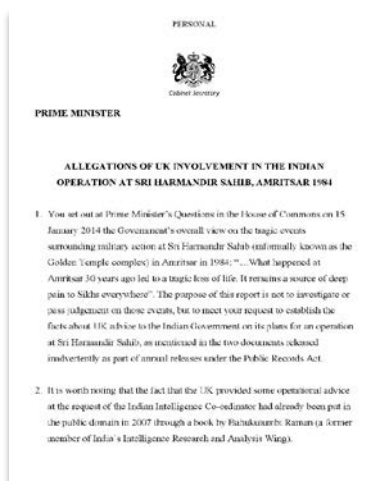 PERSONAL
Cabinet Secretary
PRIME MINISTER
ALLEGATIONS OF UK INVOLVEMENT IN THE INDIAN
OPERATION AT SRI HARMANDIR SAHIB, AMRITSAR 1984
1. You set out at Prime Minister's Questions in the House of Commons on 15
January 2014 the Government's overall view on the tragic events
surrounding military action at Sri Harmandir Sahib (informally known as the
Golden Temple complex) in Amritsar in 1984: "…What happened at
Amritsar 30 years ago led to a tragic loss of life. It remains a source of deep
pain to Sikhs everywhere". The purpose of this report is not to investigate or
pass judgement on those events, but to meet your request to establish the
facts about UK advice to the Indian Government on its plans for an operation
at Sri Harmandir Sahib, as mentioned in the two documents released
inadvertently as part of annual releases under the Public Records Act.
2. It is worth noting that the fact that the UK provided some operational advice
at the request of the Indian Intelligence Co-ordinator had already been put in
the public domain in 2007 through a book by Bahukutumbi Raman (a former
member of India's Intelligence Research and Analysis Wing).